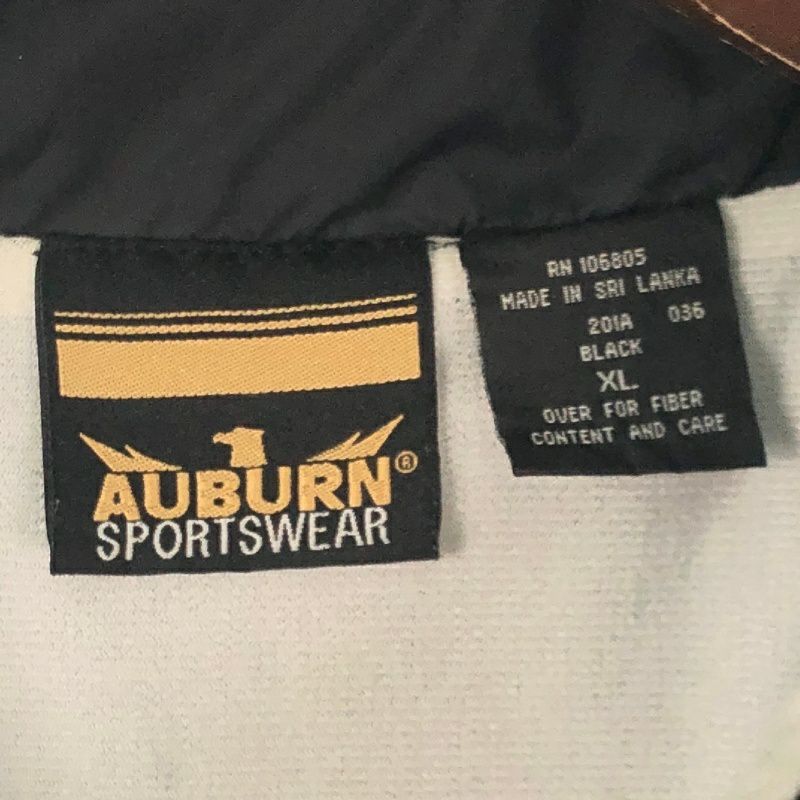 AUBURN®
SPORTSWEAR
RN 106805
MADE IN SRI LANKA
201A 036
BLACK
XL
OVER FOR FIBER
CONTENT AND CARE